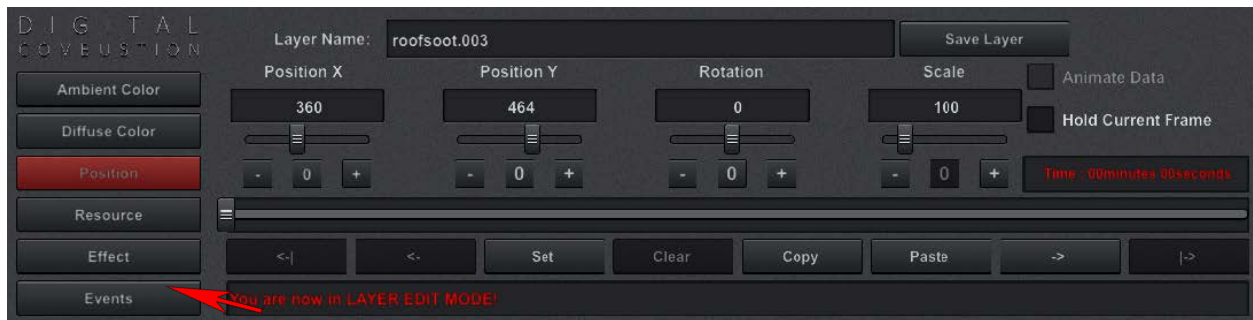 DIGITAL
COMBUSTION
Layer Name: roofsoot.003 Save Layer
Position X Position Y Rotation Scale Animate Data
Ambient Color
360 464 0 100 Hold Current Frame
Diffuse Color
Position - 0 + - 0 + - 0 + - 0 + Time : 00minutes 00seconds
Resource
Effect <-| <- Set Clear Copy Paste -> |->
Events You are now in LAYER EDIT MODE!